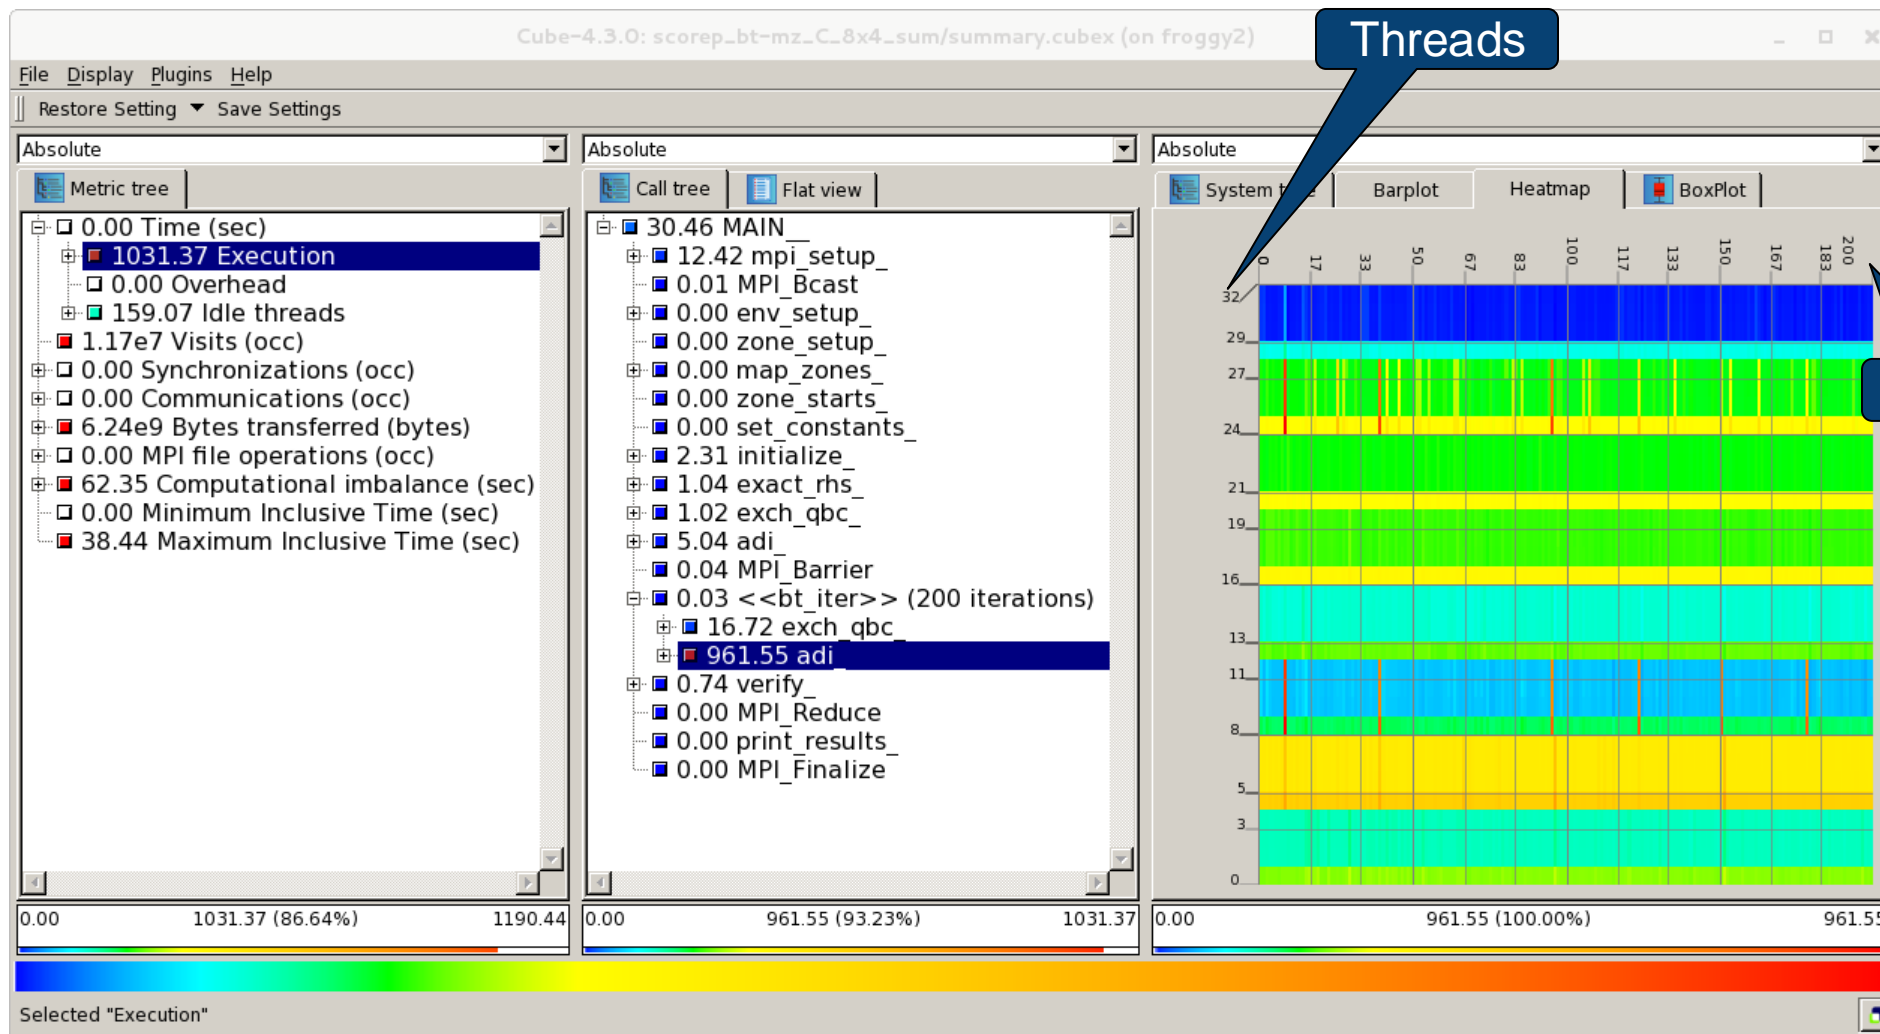 Cube-4.3.0: scorep_bt-mz_C_8x4_sum/summary.cubex (on froggy2)
Threads
File Display Plugins Help
Restore Setting Save Settings
Absolute
Metric tree
0.00 Time (sec)
1031.37 Execution
0.00 Overhead
159.07 Idle threads
1.17e7 Visits (occ)
0.00 Synchronizations (occ)
0.00 Communications (occ)
6.24e9 Bytes transferred (bytes)
0.00 MPI file operations (occ)
62.35 Computational imbalance (sec)
0.00 Minimum Inclusive Time (sec)
38.44 Maximum Inclusive Time (sec)
0.00 1031.37 (86.64%) 1190.44
Absolute
Call tree Flat view
30.46 MAIN__
12.42 mpi_setup_
0.01 MPI_Bcast
0.00 env_setup_
0.00 zone_setup_
0.00 map_zones_
0.00 zone_starts_
0.00 set_constants_
2.31 initialize_
1.04 exact_rhs_
1.02 exch_qbc_
5.04 adi_
0.04 MPI_Barrier
0.03 <<bt_iter>> (200 iterations)
16.72 exch_qbc_
961.55 adi_
0.74 verify_
0.00 MPI_Reduce
0.00 print_results_
0.00 MPI_Finalize
0.00 961.55 (93.23%) 1031.37
Absolute
System Barplot Heatmap BoxPlot
0 17 33 50 67 83 100 117 133 150 167 183 200
32
29
27
24
21
19
16
13
11
8
5
3
0
0.00 961.55 (100.00%) 961.55
Selected "Execution"